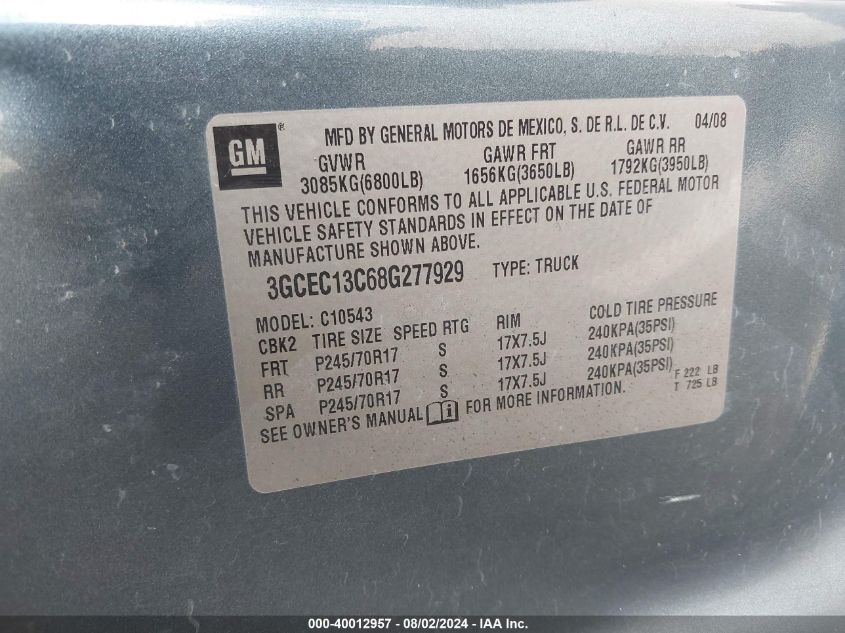 GM ® MFD BY GENERAL MOTORS DE MEXICO, S. DE R.L. DE C.V. 04/08
GVWR GAWR FRT GAWR RR
3085KG(6800LB) 1656KG(3650LB) 1792KG(3950LB)
THIS VEHICLE CONFORMS TO ALL APPLICABLE U.S. FEDERAL MOTOR
VEHICLE SAFETY STANDARDS IN EFFECT ON THE DATE OF
MANUFACTURE SHOWN ABOVE.
3GCEC13C68G277929 TYPE: TRUCK
MODEL: C10543
CBK2 TIRE SIZE SPEED RTG RIM COLD TIRE PRESSURE
FRT P245/70R17 S 17X7.5J 240KPA(35PSI)
RR P245/70R17 S 17X7.5J 240KPA(35PSI)
SPA P245/70R17 S 17X7.5J 240KPA(35PSI) F 222 LB
SEE OWNER'S MANUAL i FOR MORE INFORMATION. T 725 LB
000-40012957 - 08/02/2024 - IAA Inc.